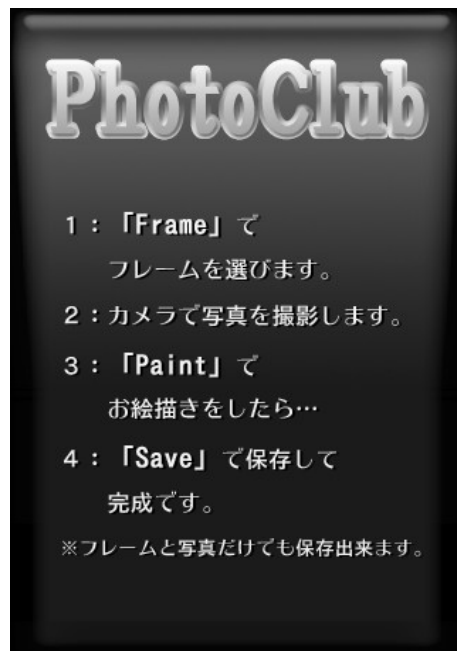 PhotoClub
1：「Frame」で
フレームを選びます。
2：カメラで写真を撮影します。
3：「Paint」で
お絵描きをしたら…
4：「Save」で保存して
完成です。
※フレームと写真だけでも保存出来ます。